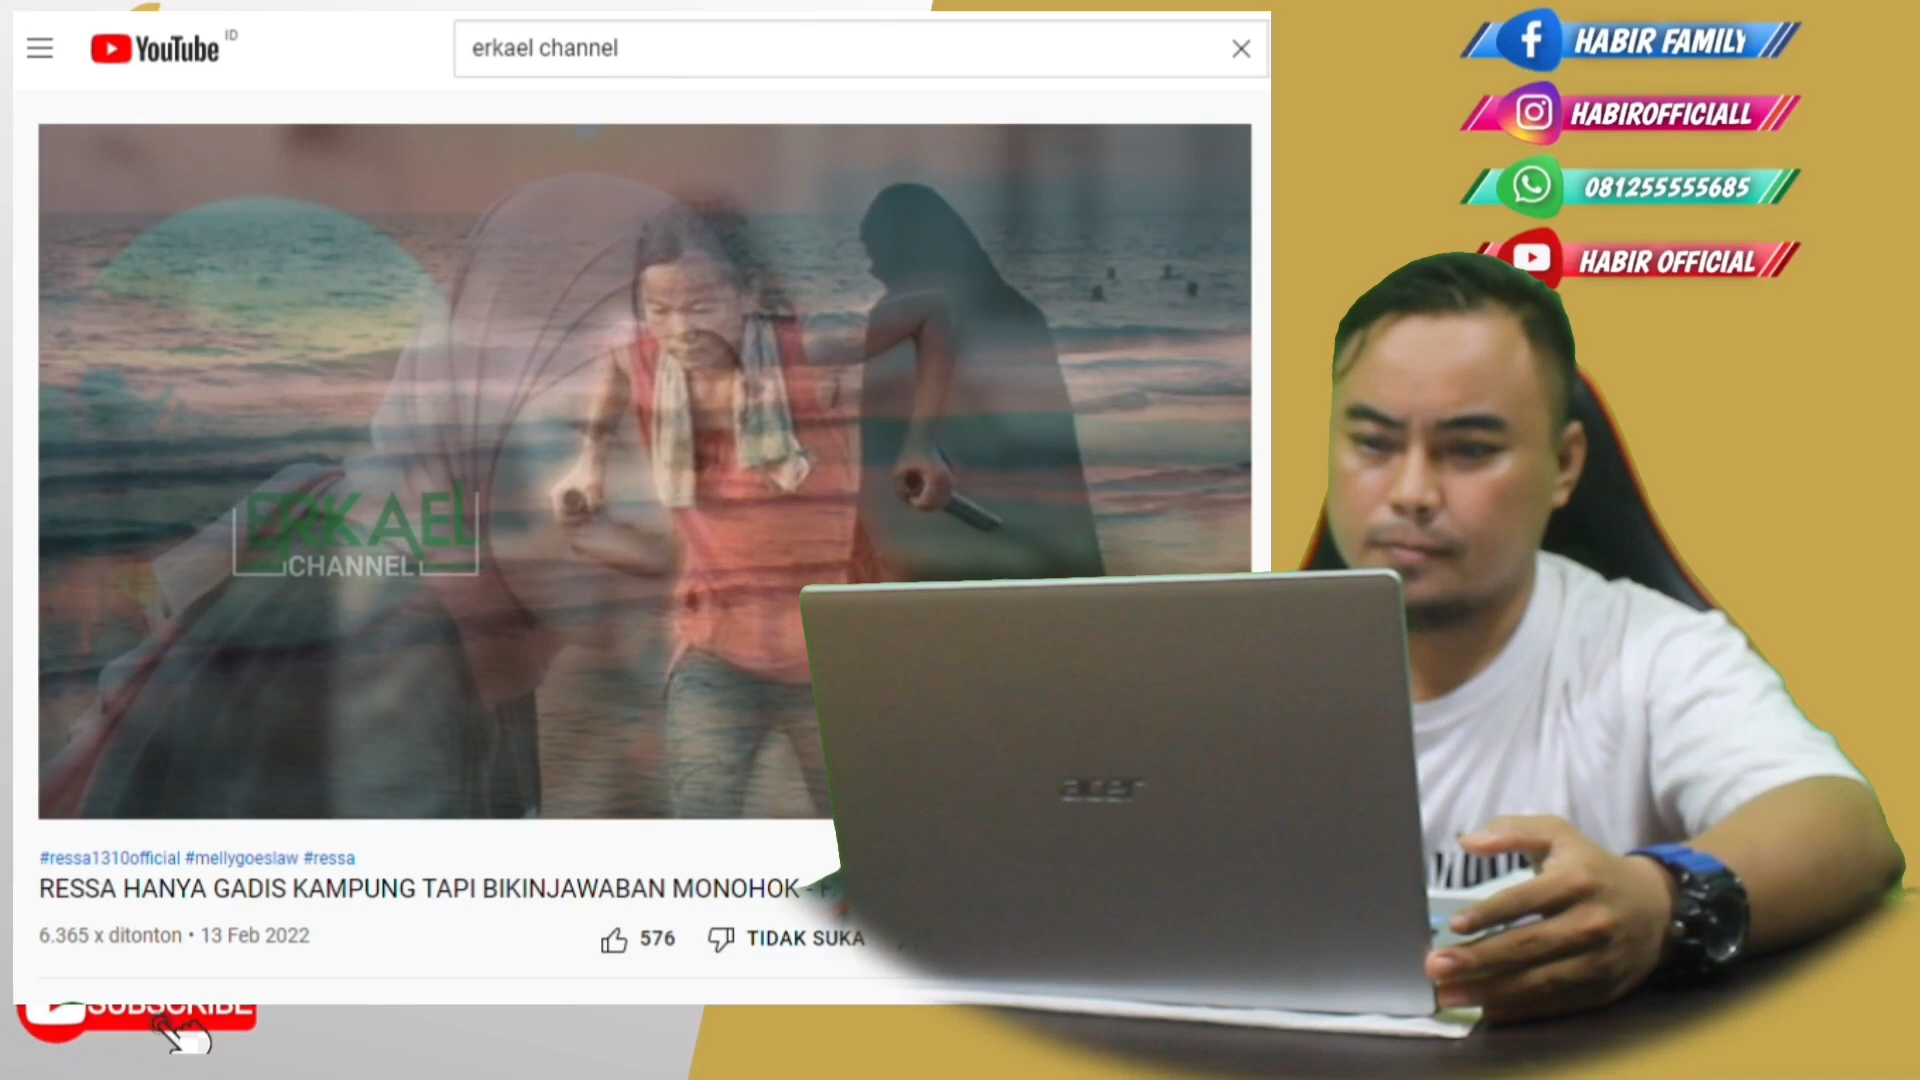 YouTube ID
erkael channel
HABIR FAMILY
HABIROFFICIALL
081255555685
HABIR OFFICIAL
ERKAEL
CHANNEL
acer
#ressa1310official #mellygoeslaw #ressa
RESSA HANYA GADIS KAMPUNG TAPI BIKINJAWABAN MONOHOK -
6.365 x ditonton • 13 Feb 2022
576
TIDAK SUKA
SUBSCRIBE